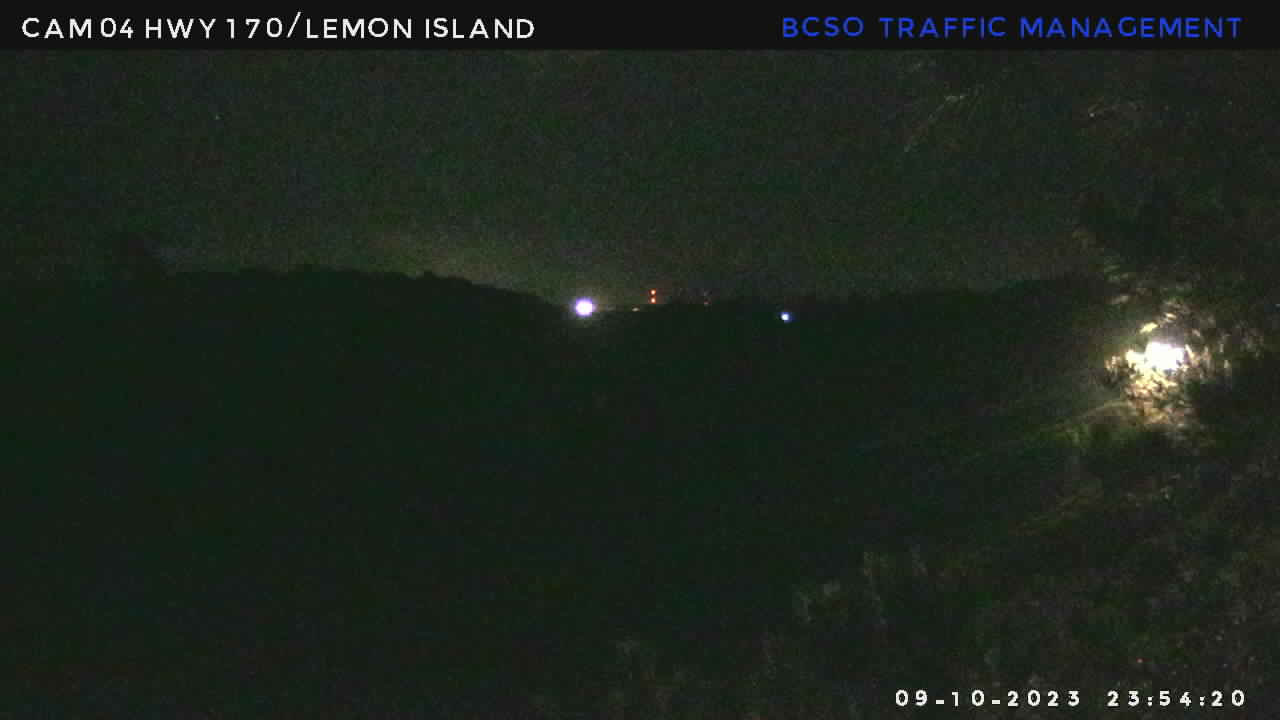 CAM04 HWY 170/LEMON ISLAND
BCSO TRAFFIC MANAGEMENT
09-10-2023 23:54:20